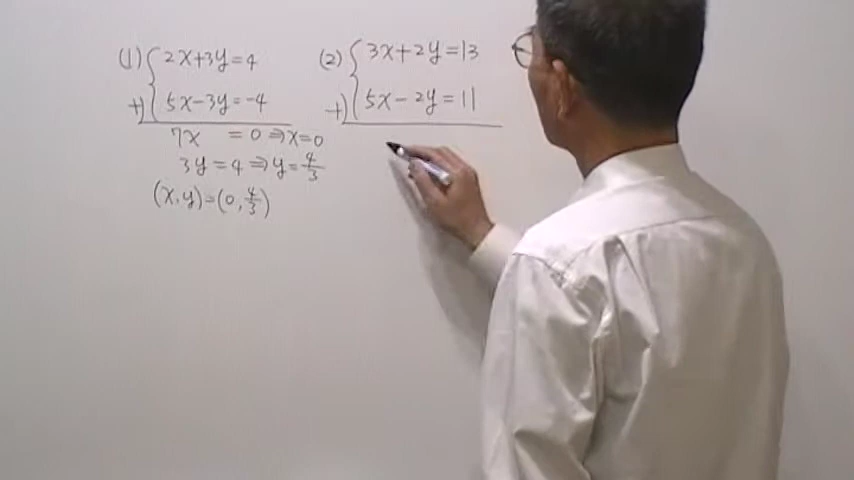 (1) { 2x+3y=4
+) 5x-3y=-4
7x = 0 ⇒ x=0
3y=4 ⇒ y=4/3
(x,y)=(0,4/3)
(2) { 3x+2y=13
+) 5x-2y=11